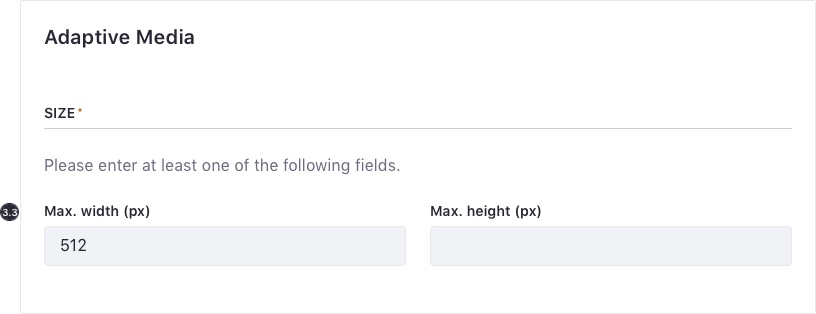 Adaptive Media
SIZE*
Please enter at least one of the following fields.
3.3
Max. width (px) Max. height (px)
512